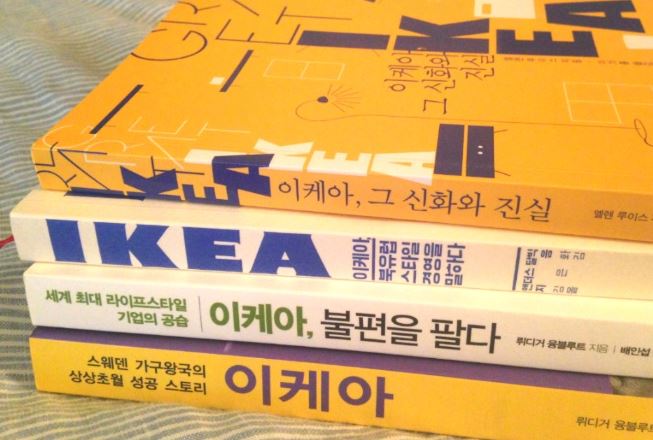 GREAT
IKEA
이케아,
그 신화와
진실
IKEA
이케아, 그 신화와 진실
엘렌 루이스
IKEA
이케아
북유럽
스타일
경영을
말하다
세계 최대 라이프스타일
기업의 공습
이케아, 불편을 팔다
뤼디거 융블루트 지음 | 배인섭
스웨덴 가구왕국의
상상초월 성공 스토리
이케아
뤼디거 융블루트